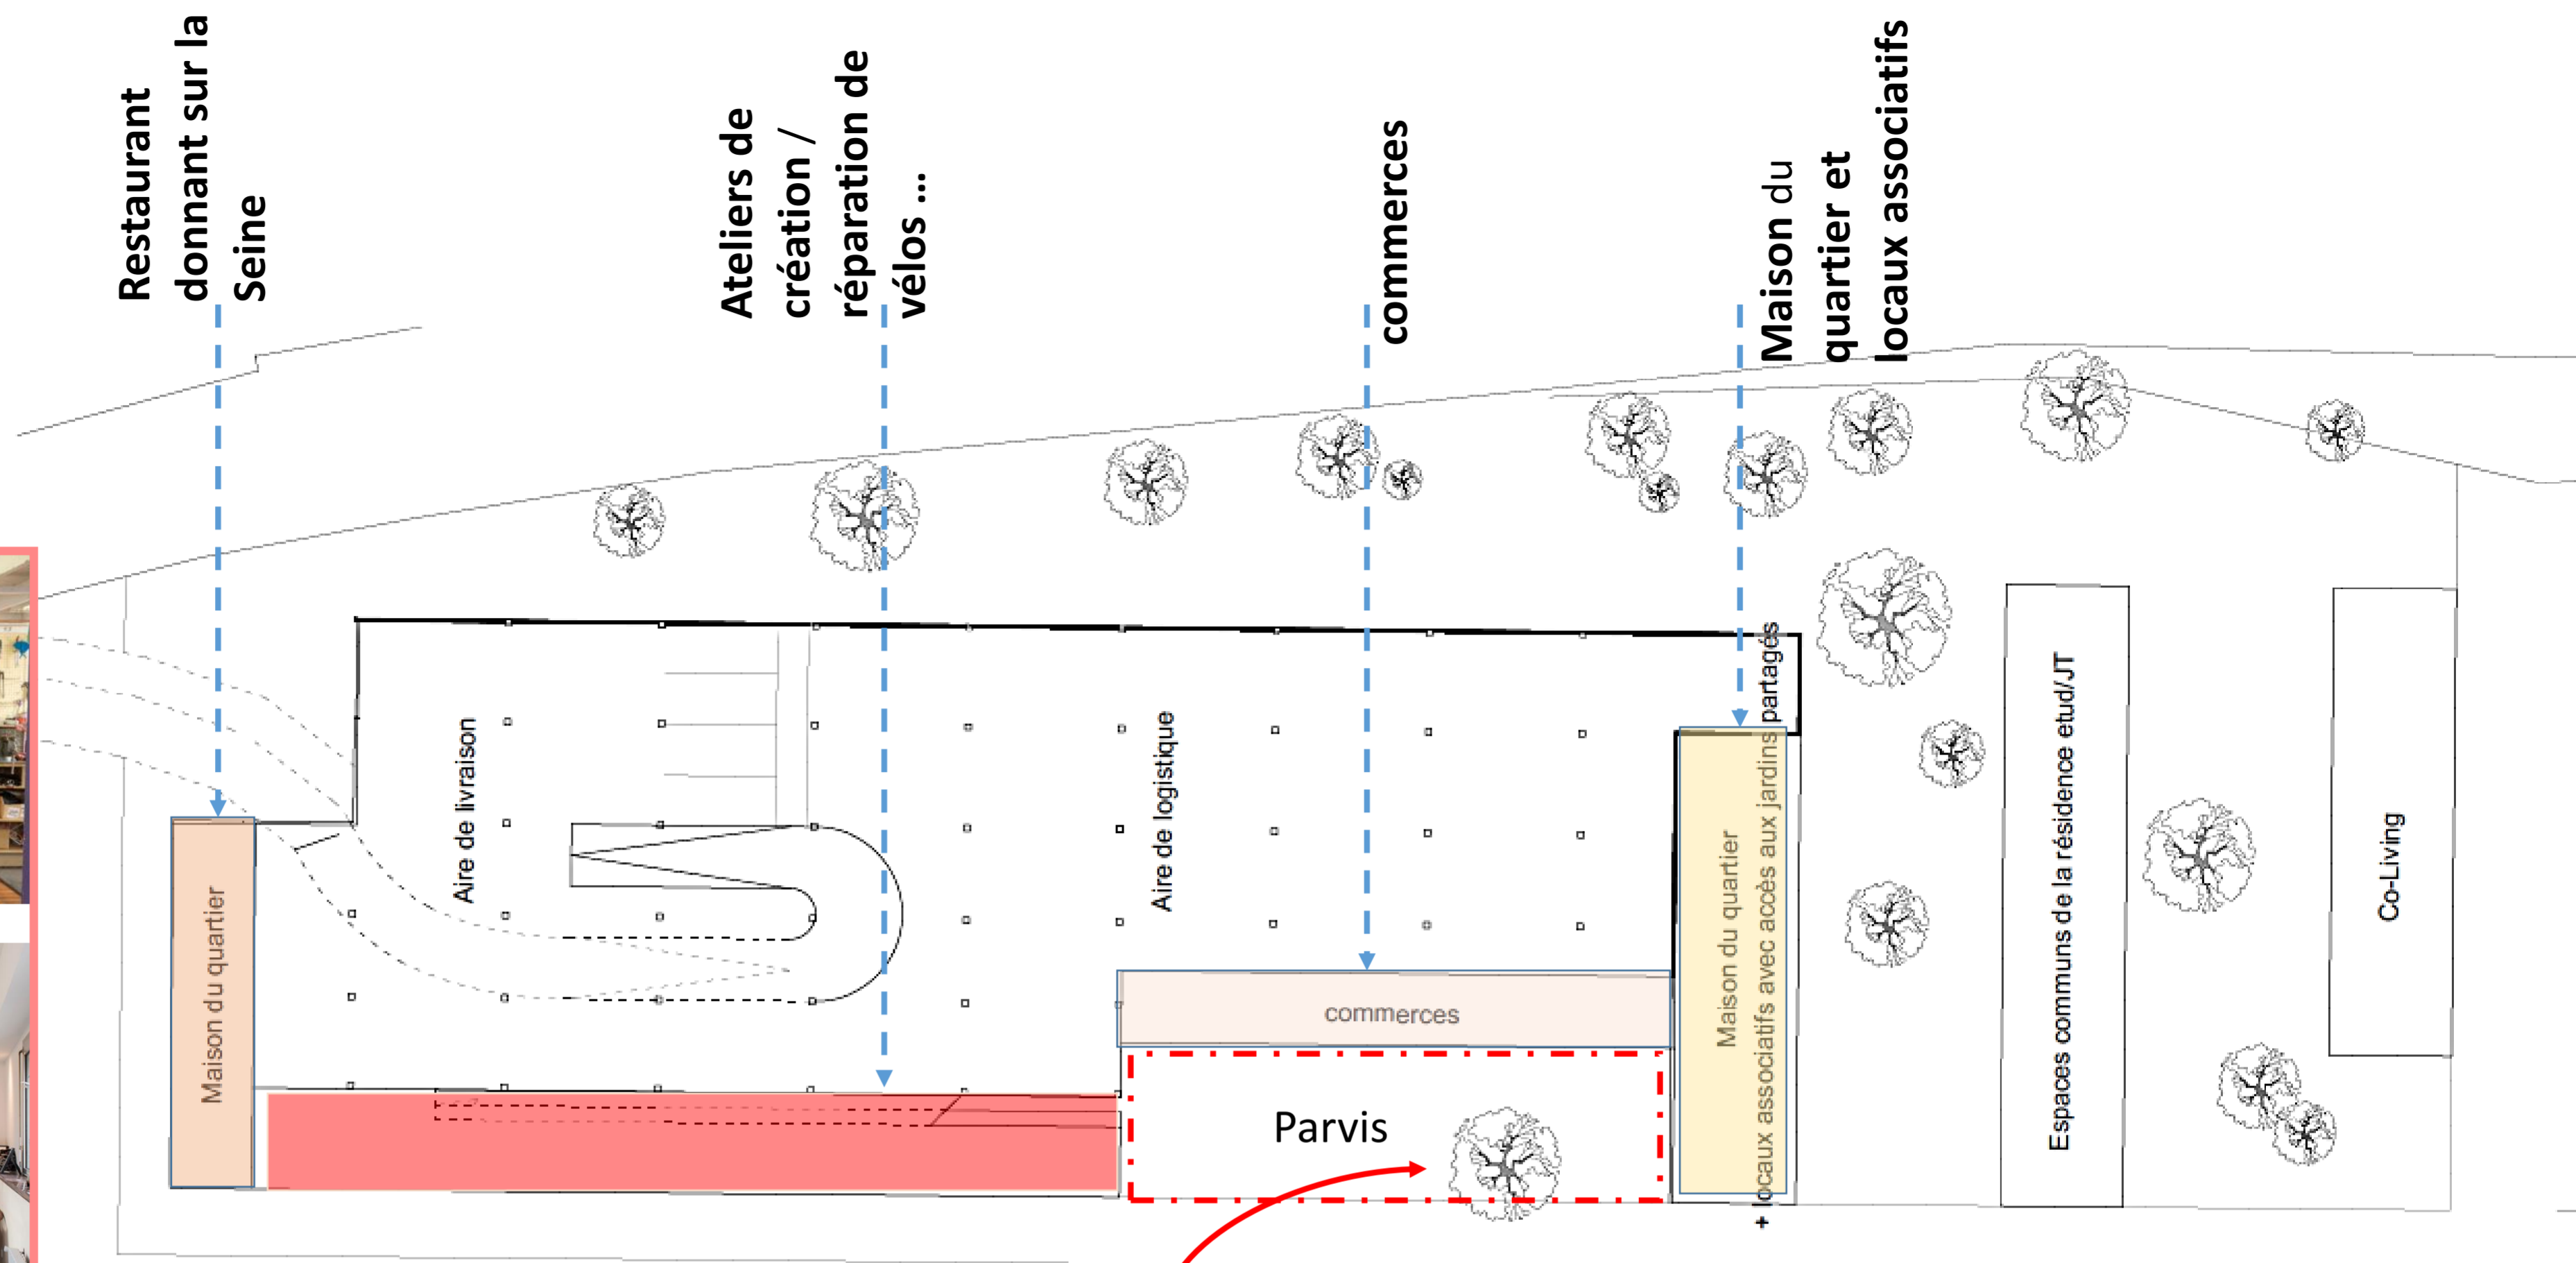 Restaurant
donnant sur la
Seine
Ateliers de
création /
réparation de
vélos ...
commerces
Maison du
quartier et
locaux associatifs
Maison du quartier
Aire de livraison
Aire de logistique
commerces
Parvis
Maison du quartier
+ locaux associatifs avec accès aux jardins partagés
Espaces communs de la résidence etud/JT
Co-Living